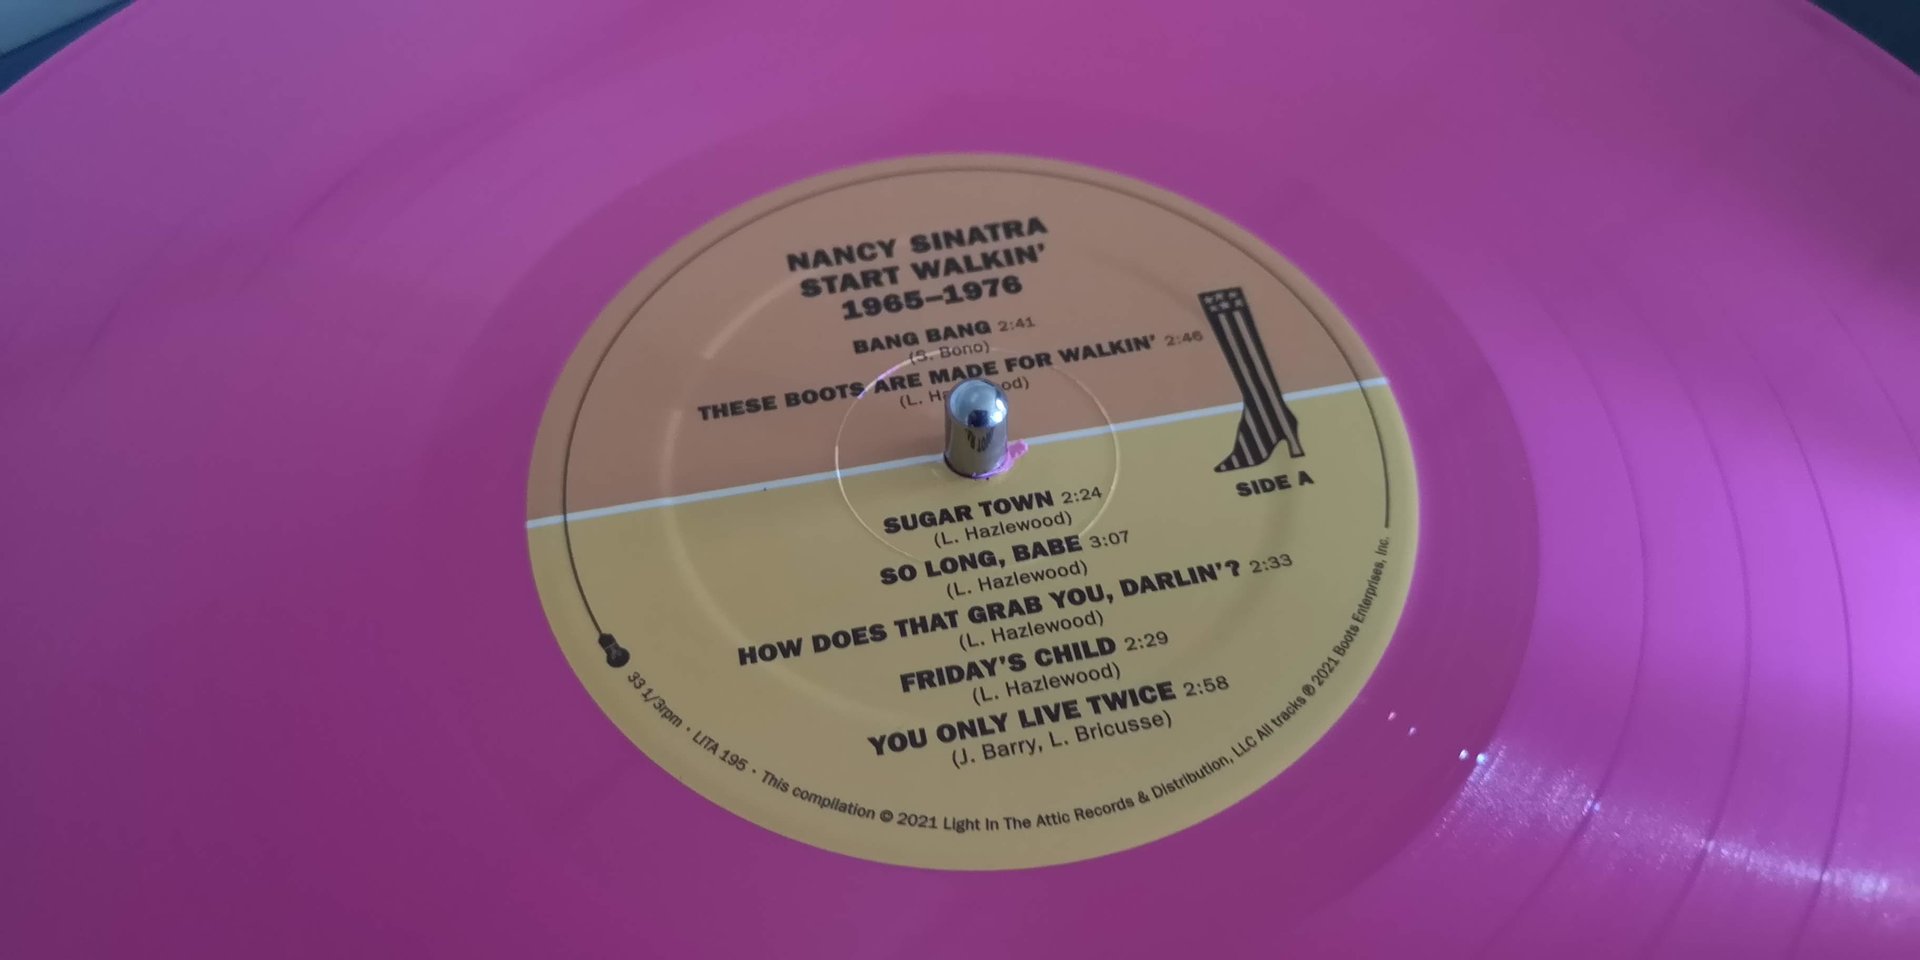 NANCY SINATRA
START WALKIN'
1965–1976
BANG BANG 2:41
(S. Bono)
THESE BOOTS ARE MADE FOR WALKIN' 2:46
(L.
SIDE A
SUGAR TOWN 2:24
(L. Hazlewood)
SO LONG, BABE 3:07
(L. Hazlewood)
HOW DOES THAT GRAB YOU, DARLIN'? 2:33
(L. Hazlewood)
FRIDAY'S CHILD 2:29
(L. Hazlewood)
YOU ONLY LIVE TWICE 2:58
(J. Barry, L. Bricusse)
33 1/3rpm · LITA 195 · This compilation © 2021 Light In The Attic Records & Distribution, LLC All tracks ℗ 2021 Boots Enterprises, Inc.